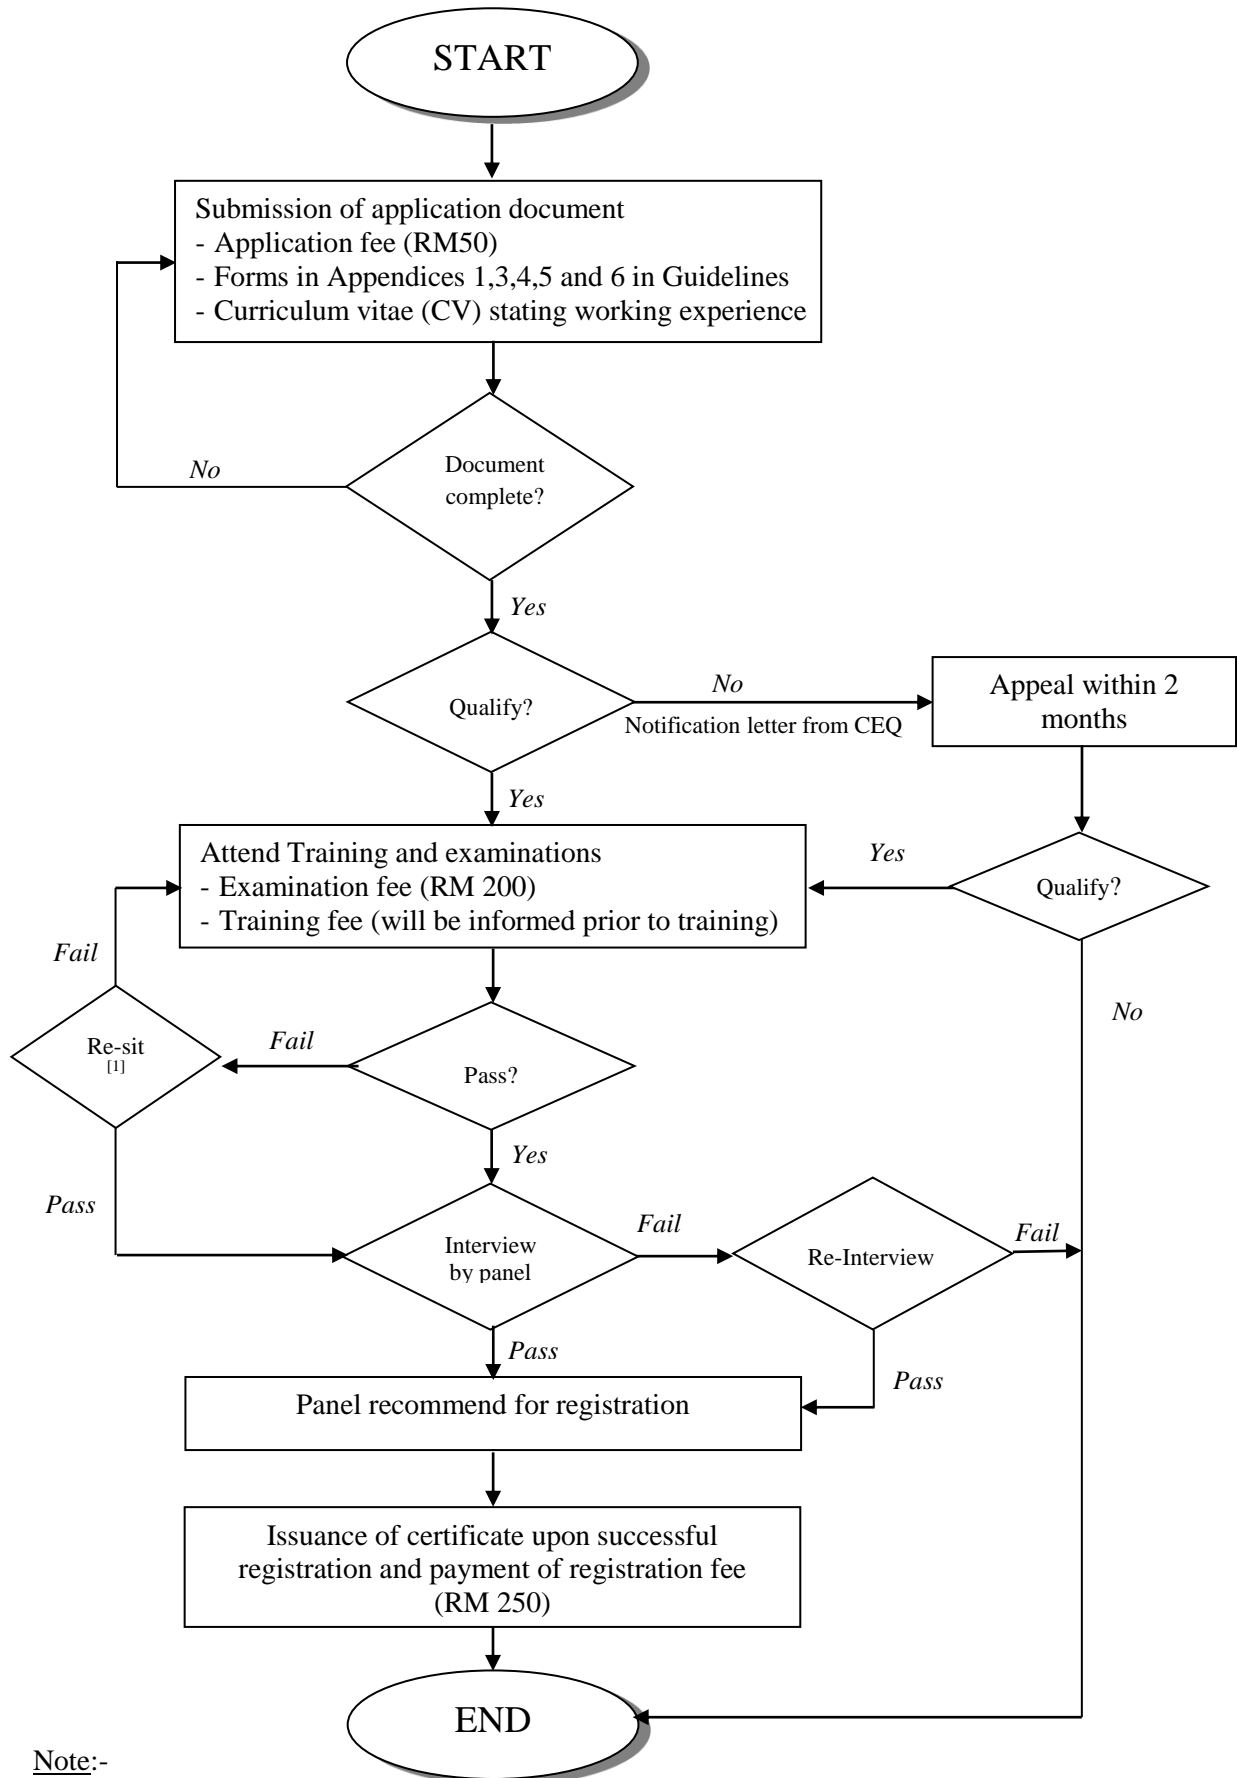 START
Submission of application document
- Application fee (RM50)
- Forms in Appendices 1,3,4,5 and 6 in Guidelines
- Curriculum vitae (CV) stating working experience
No
Document
complete?
Yes
Qualify?
No
Notification letter from CEQ
Appeal within 2
months
Yes
Attend Training and examinations
- Examination fee (RM 200)
- Training fee (will be informed prior to training)
Yes
Qualify?
Fail
No
Re-sit
[1]
Fail
Pass?
Yes
Pass
Interview
by panel
Fail
Re-Interview
Fail
Pass
Pass
Panel recommend for registration
Issuance of certificate upon successful
registration and payment of registration fee
(RM 250)
END
Note:-